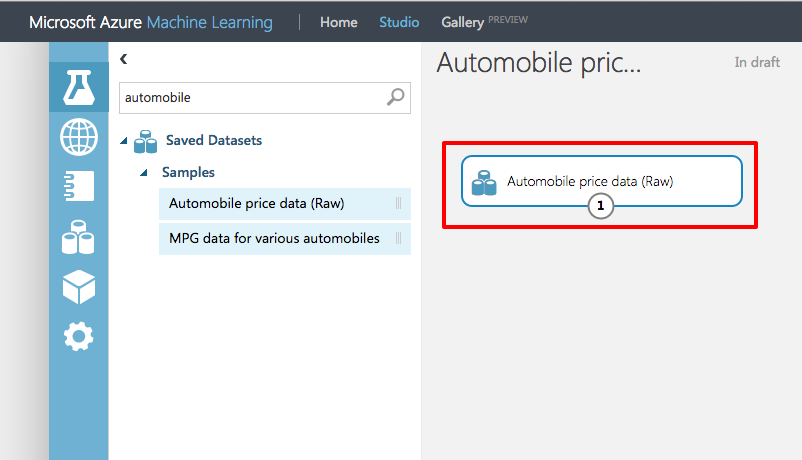 Microsoft Azure Machine Learning
Home
Studio
Gallery PREVIEW
automobile
Saved Datasets
Samples
Automobile price data (Raw)
MPG data for various automobiles
Automobile pric...
In draft
Automobile price data (Raw)
1